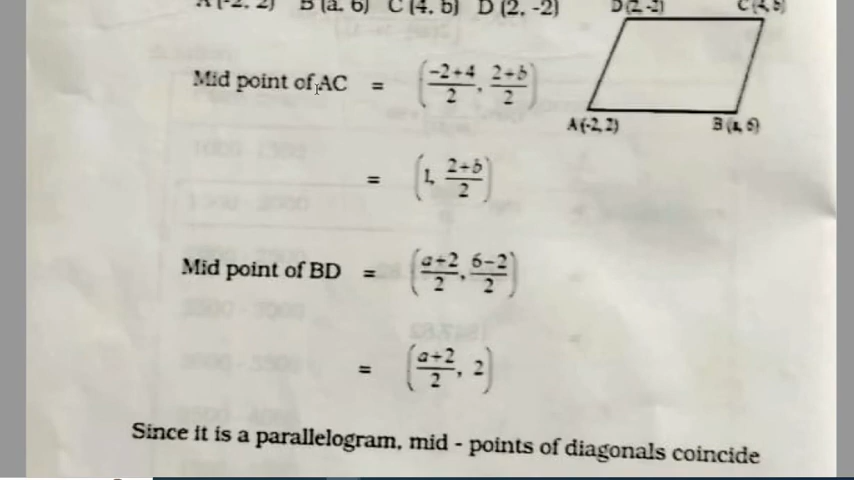 A (-2, 2) B (a, 6) C (4, b) D (2, -2)
D(2, -2)
Mid point of AC = (-2+4/2, 2+b/2)
A(-2, 2)
= (1, 2+b/2)
Mid point of BD = (a+2/2, 6-2/2)
= (a+2/2, 2)
Since it is a parallelogram, mid - points of diagonals coincide